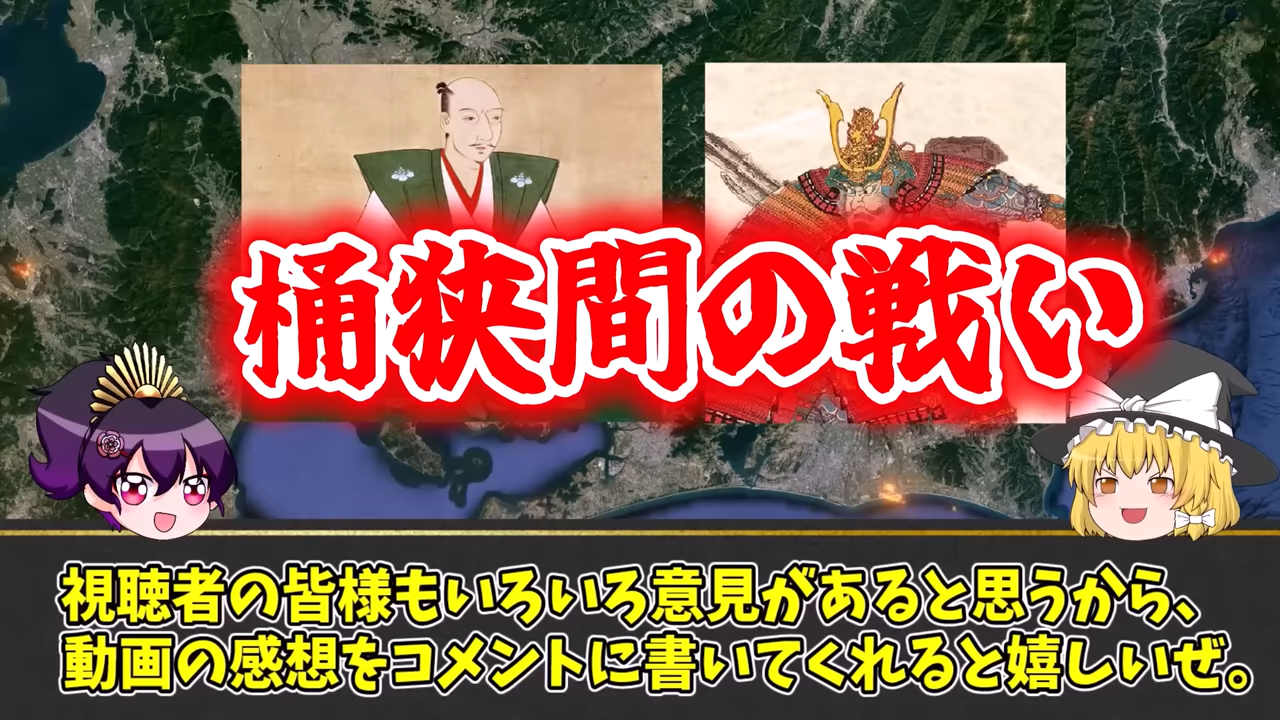 桶狭間の戦い
視聴者の皆様もいろいろ意見があると思うから、
動画の感想をコメントに書いてくれると嬉しいぜ。